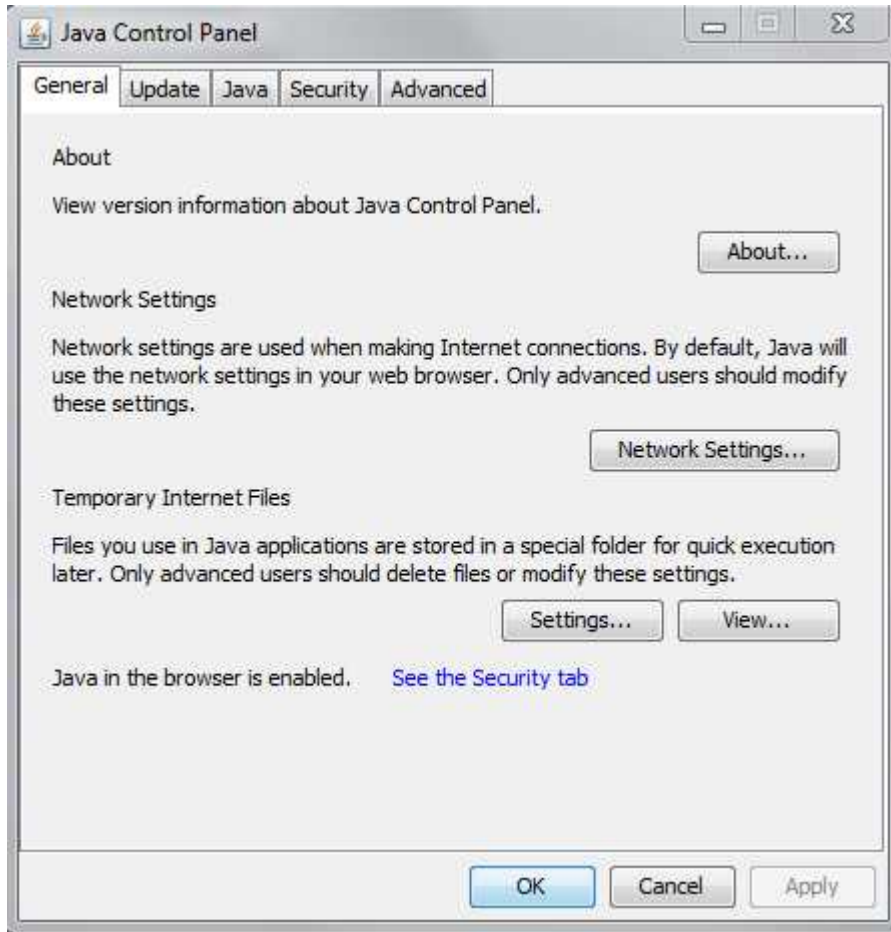 Java Control Panel
General Update Java Security Advanced
About
View version information about Java Control Panel.
About...
Network Settings
Network settings are used when making Internet connections. By default, Java will
use the network settings in your web browser. Only advanced users should modify
these settings.
Network Settings...
Temporary Internet Files
Files you use in Java applications are stored in a special folder for quick execution
later. Only advanced users should delete files or modify these settings.
Settings... View...
Java in the browser is enabled. See the Security tab
OK Cancel Apply